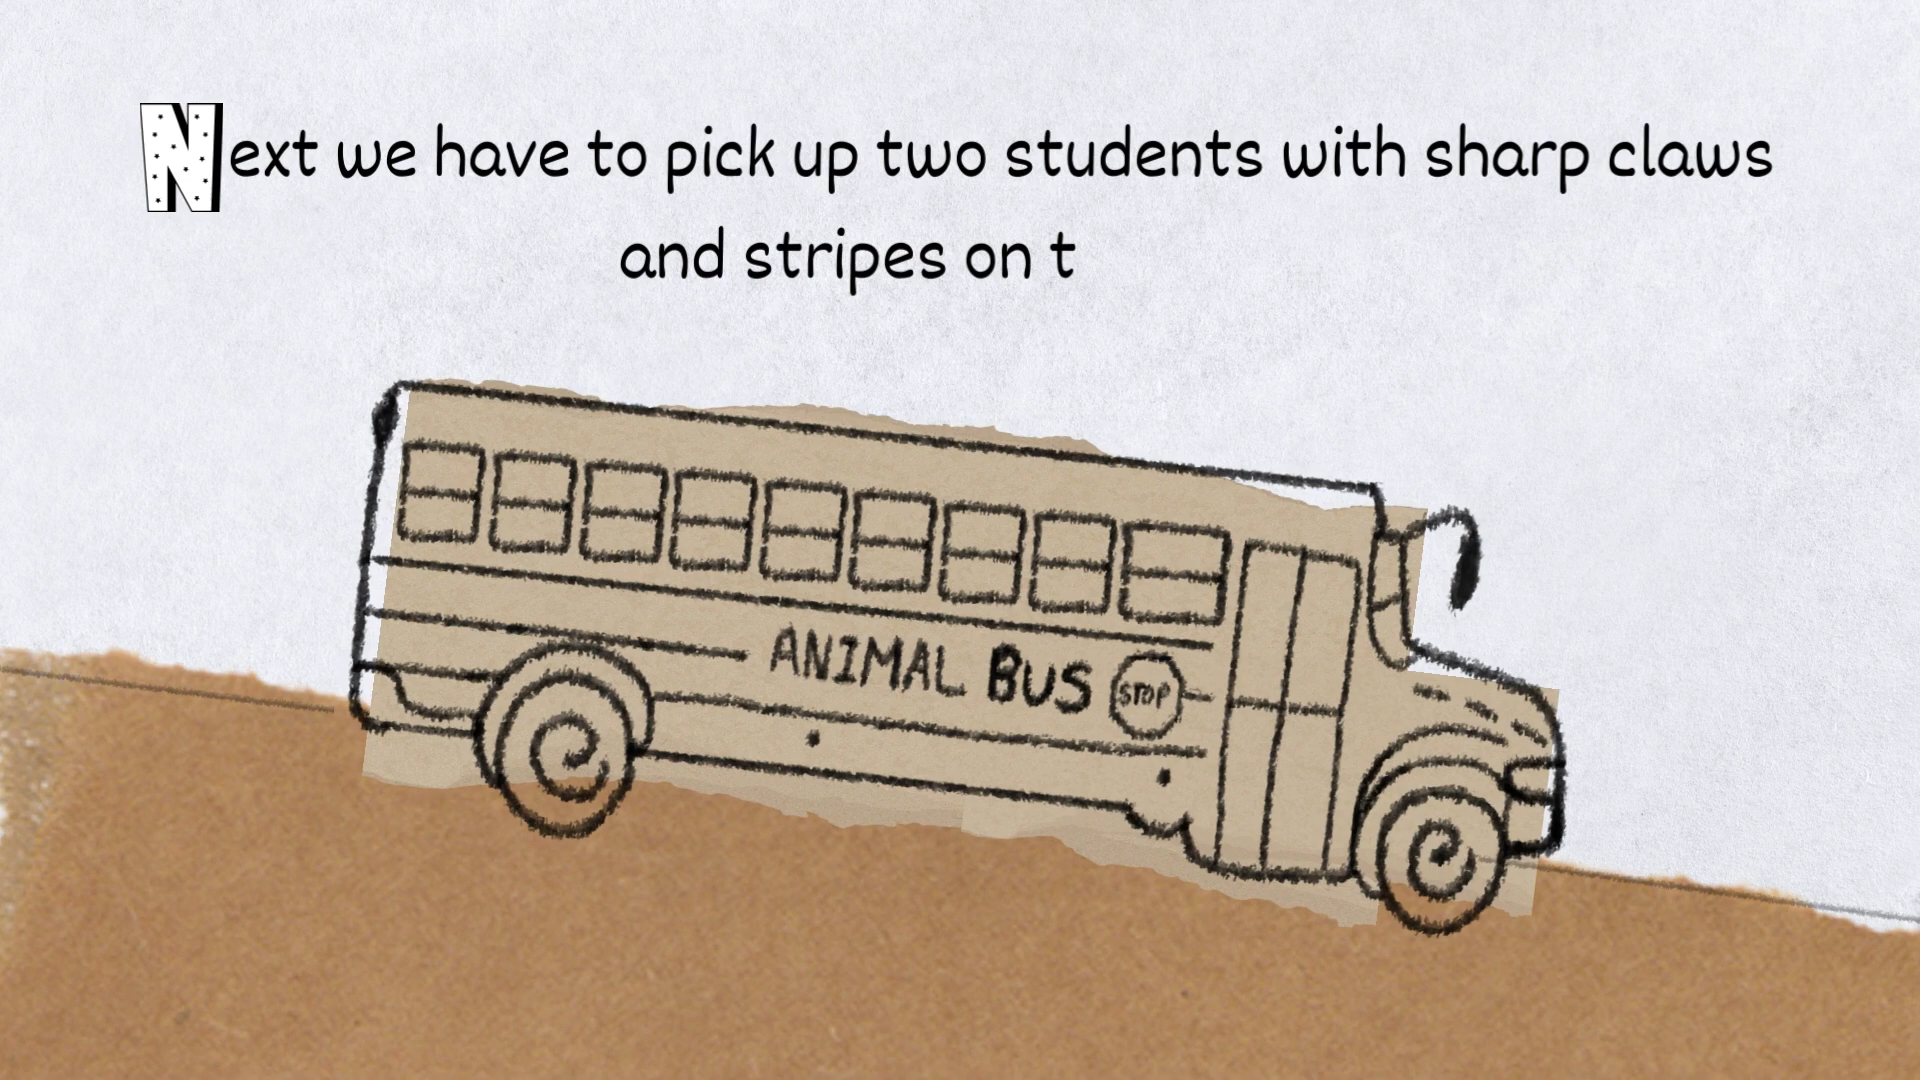 Next we have to pick up two students with sharp claws
and stripes on t
ANIMAL BUS
STOP